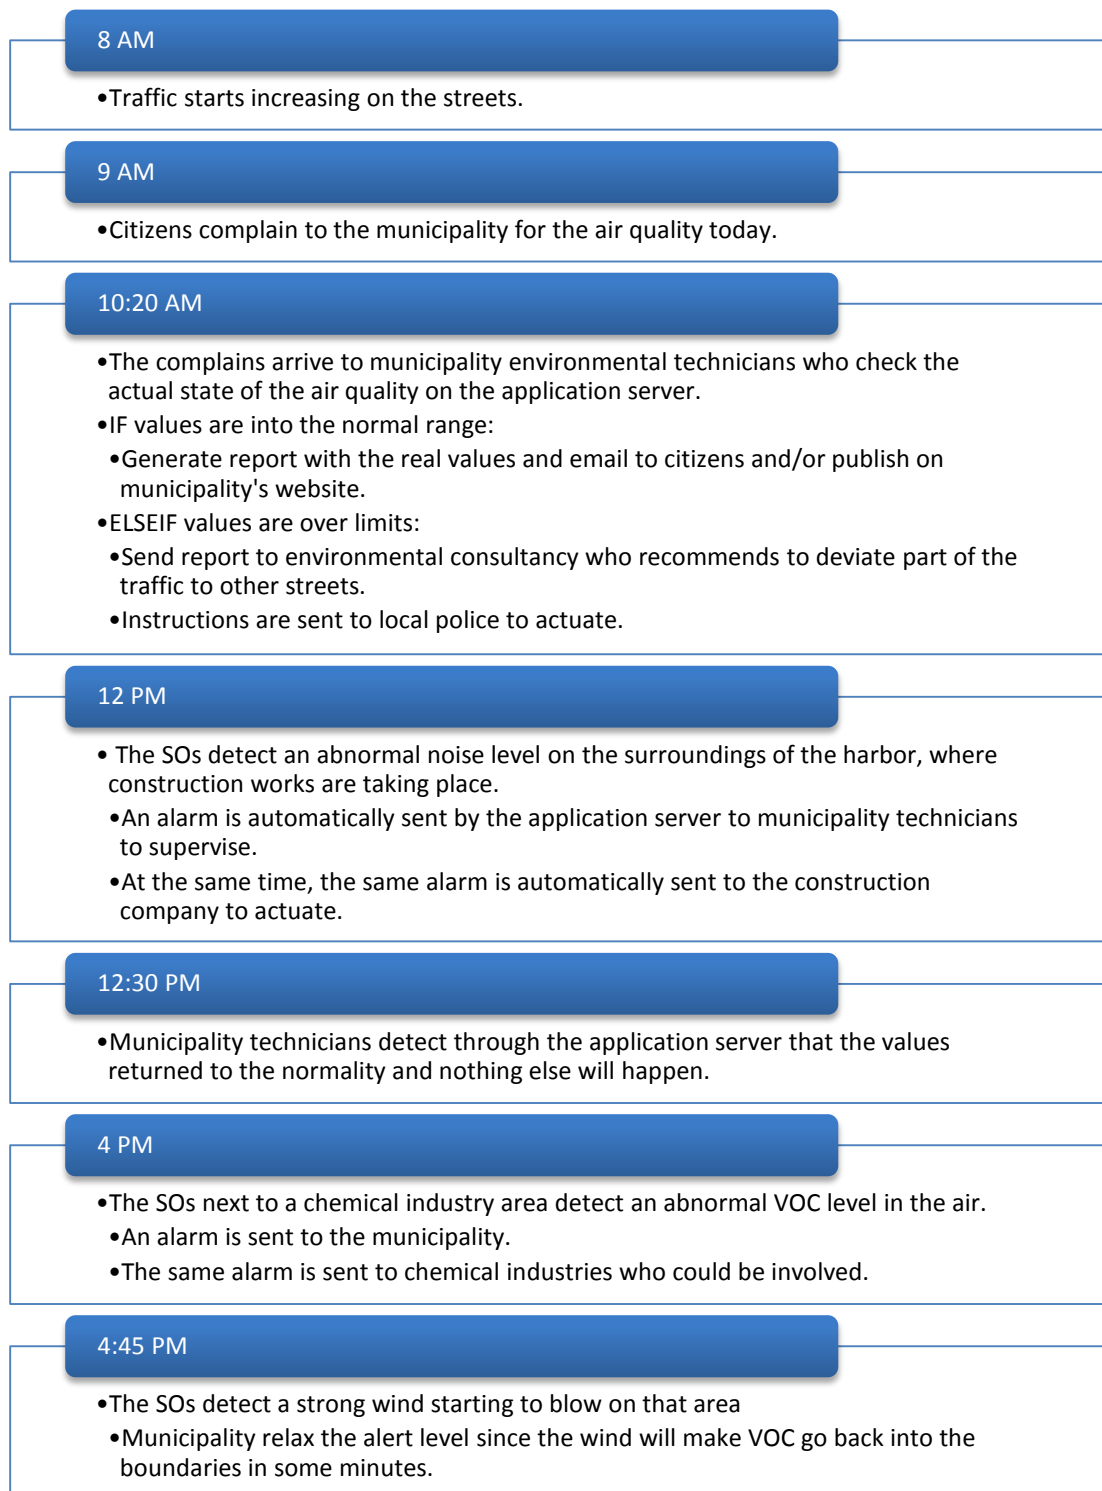 8 AM
•Traffic starts increasing on the streets.
9 AM
•Citizens complain to the municipality for the air quality today.
10:20 AM
•The complains arrive to municipality environmental technicians who check the
actual state of the air quality on the application server.
•IF values are into the normal range:
•Generate report with the real values and email to citizens and/or publish on
municipality's website.
•ELSEIF values are over limits:
•Send report to environmental consultancy who recommends to deviate part of the
traffic to other streets.
•Instructions are sent to local police to actuate.
12 PM
• The SOs detect an abnormal noise level on the surroundings of the harbor, where
construction works are taking place.
•An alarm is automatically sent by the application server to municipality technicians
to supervise.
•At the same time, the same alarm is automatically sent to the construction
company to actuate.
12:30 PM
•Municipality technicians detect through the application server that the values
returned to the normality and nothing else will happen.
4 PM
•The SOs next to a chemical industry area detect an abnormal VOC level in the air.
•An alarm is sent to the municipality.
•The same alarm is sent to chemical industries who could be involved.
4:45 PM
•The SOs detect a strong wind starting to blow on that area
•Municipality relax the alert level since the wind will make VOC go back into the
boundaries in some minutes.